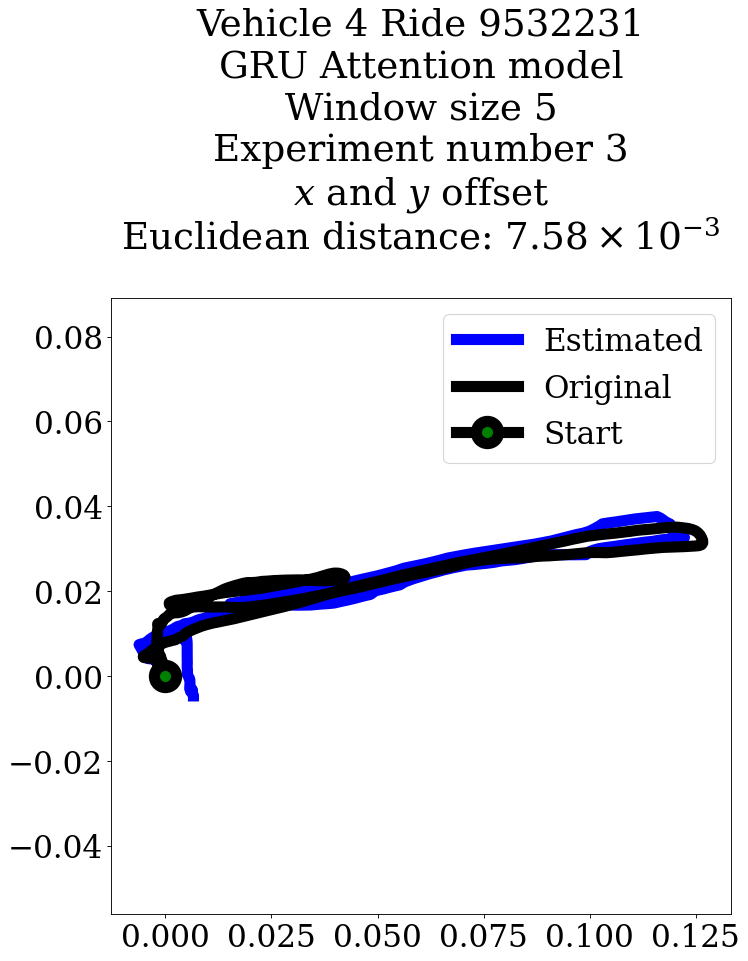 Vehicle 4 Ride 9532231
GRU Attention model
Window size 5
Experiment number 3
x and y offset
Euclidean distance: 7.58 × 10⁻³
Estimated
Original
Start
0.08
0.06
0.04
0.02
0.00
−0.02
−0.04
0.000 0.025 0.050 0.075 0.100 0.125